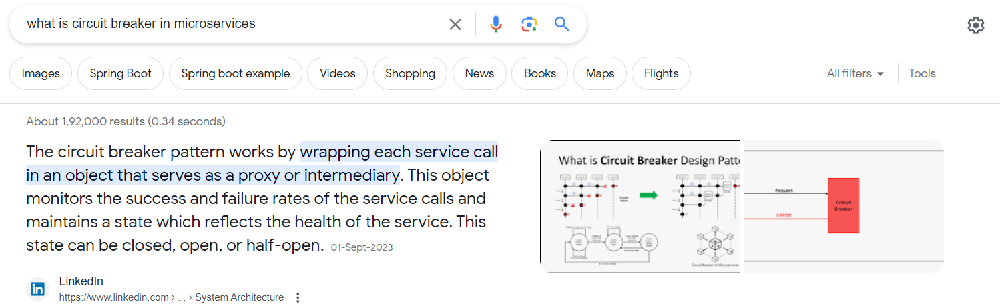 what is circuit breaker in microservices
Images
Spring Boot
Spring boot example
Videos
Shopping
News
Books
Maps
Flights
All filters
Tools
About 1,92,000 results (0.34 seconds)
The circuit breaker pattern works by wrapping each service call
in an object that serves as a proxy or intermediary. This object
monitors the success and failure rates of the service calls and
maintains a state which reflects the health of the service. This
state can be closed, open, or half-open. 01-Sept-2023
LinkedIn
https://www.linkedin.com › ... › System Architecture
What is Circuit Breaker Design Patte
Circuit Breaker in Microservices
Request
ERROR
Circuit
Breaker